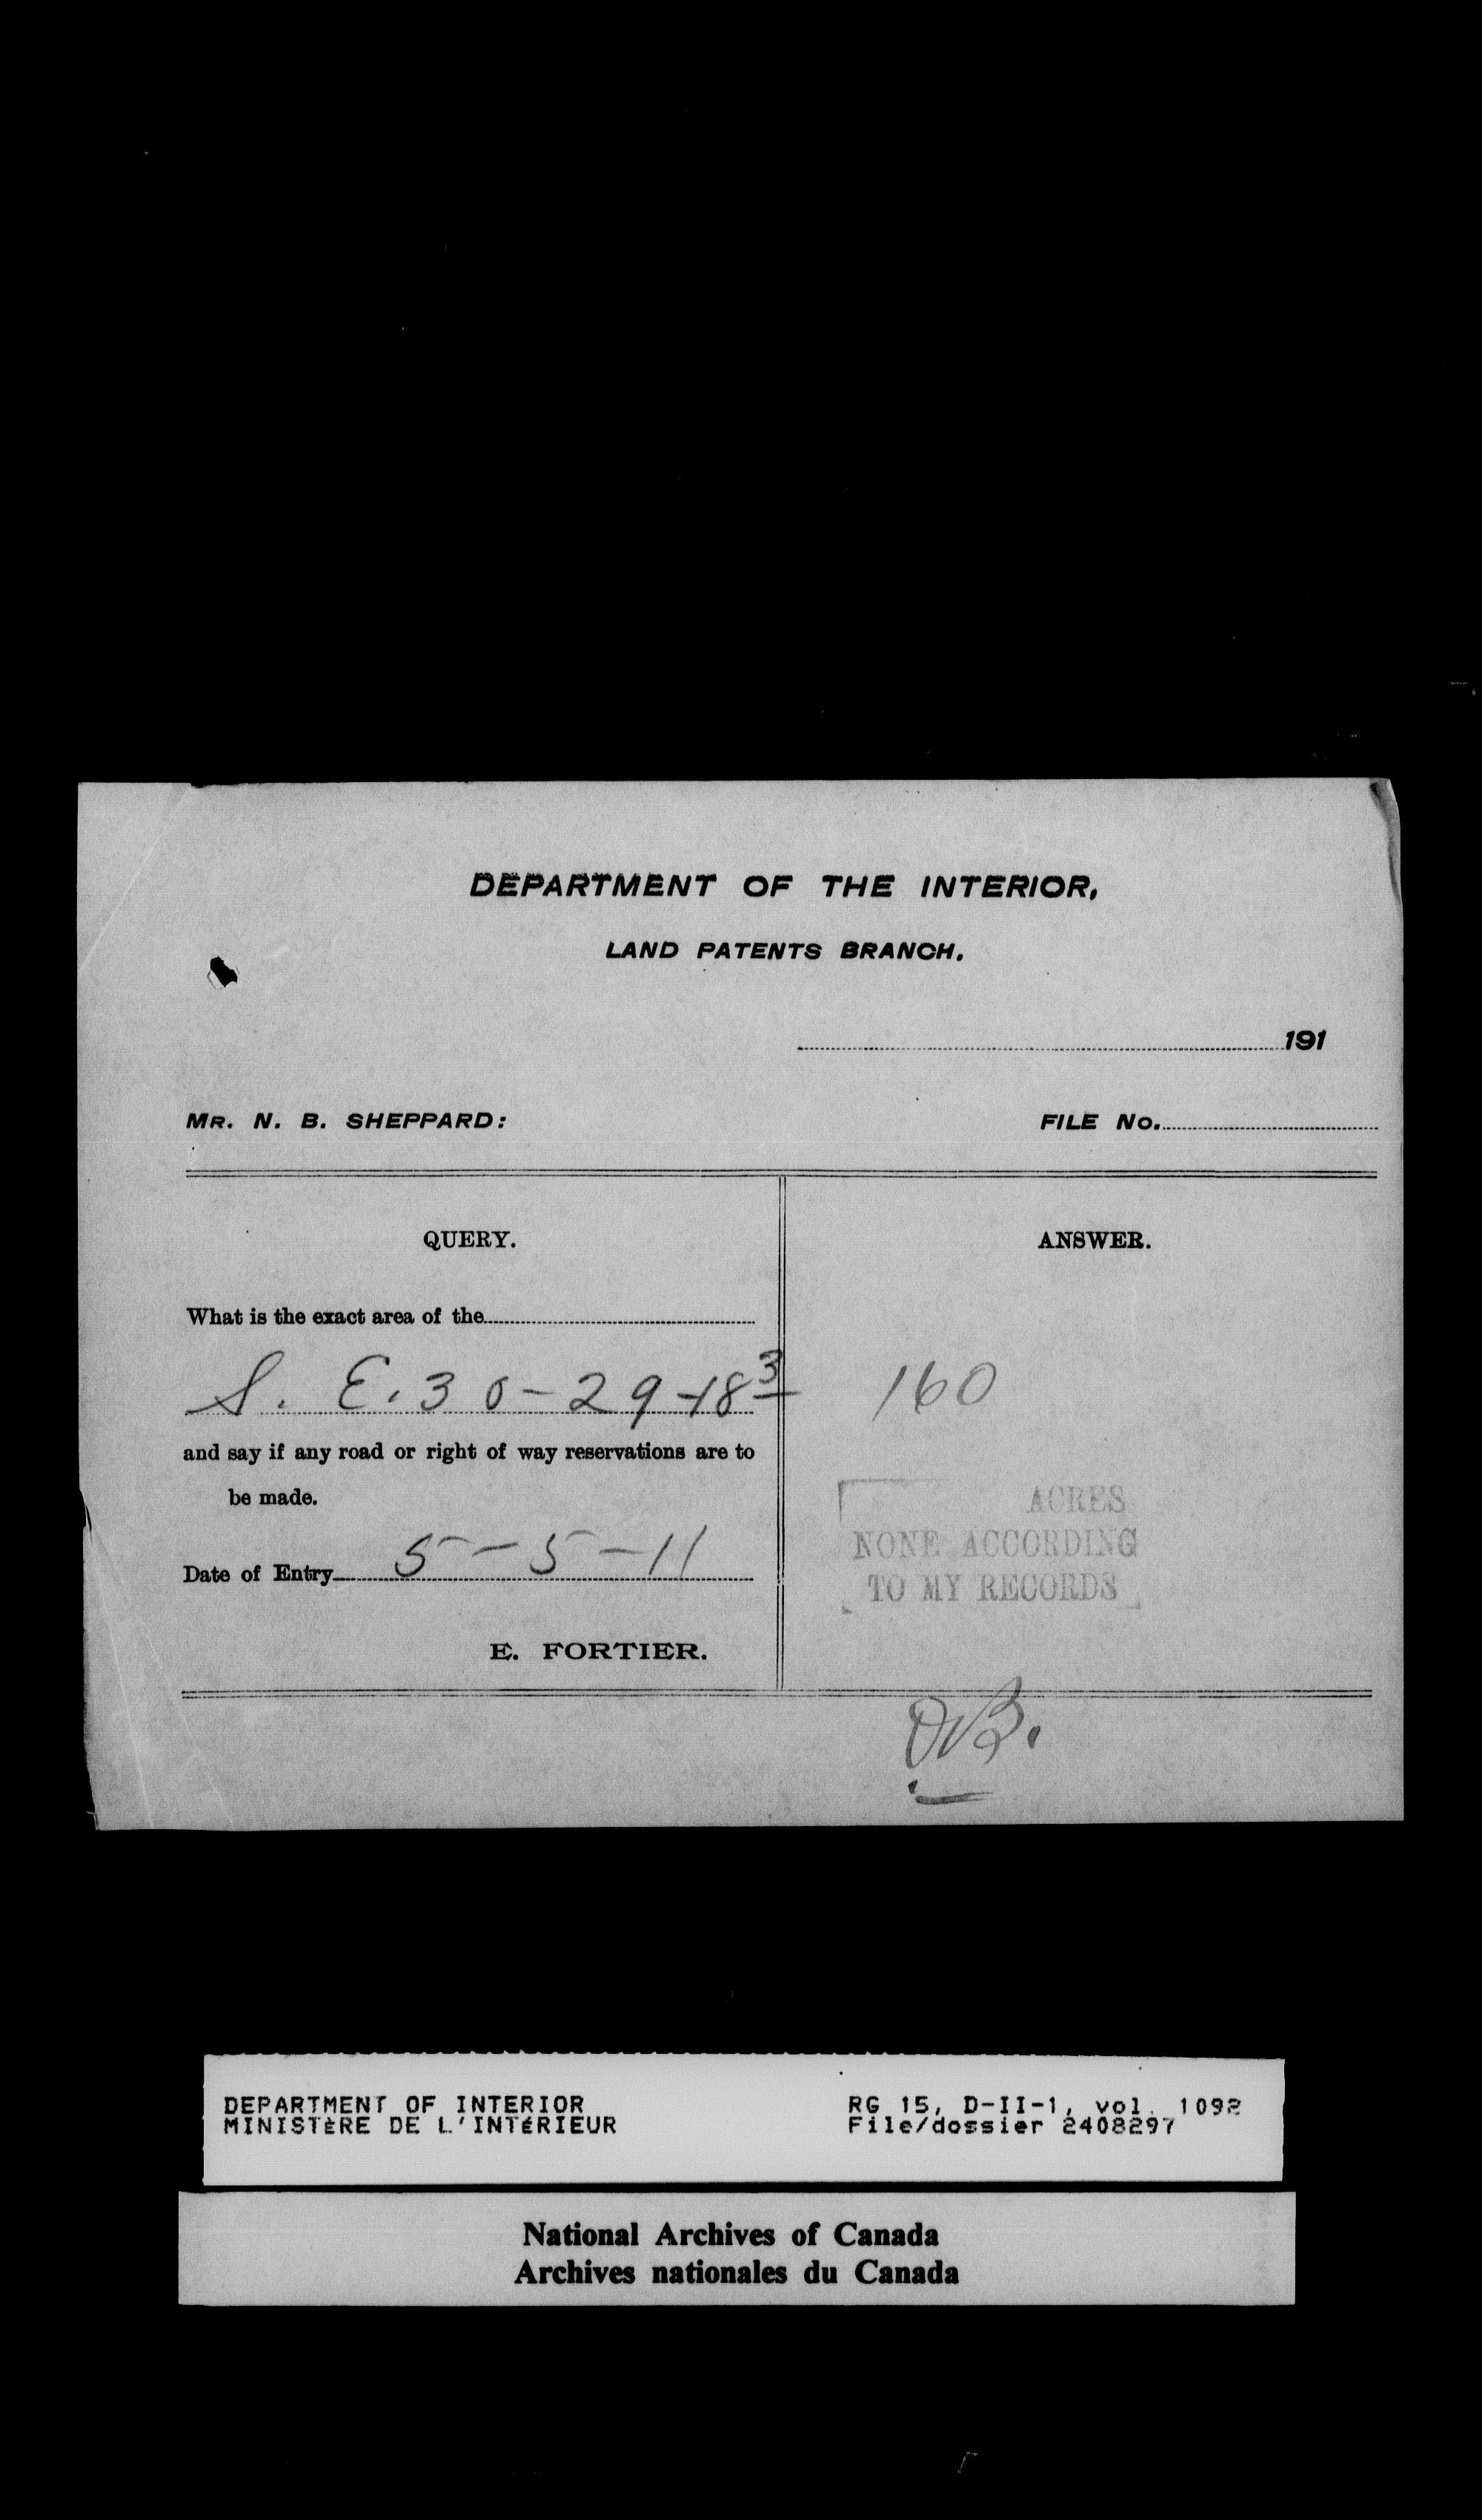 DEPARTMENT OF THE INTERIOR,
LAND PATENTS BRANCH.
191
MR. N. B. SHEPPARD:
FILE No.
QUERY.
ANSWER.
What is the exact area of the
S. E. 30-29-18 3
160
and say if any road or right of way reservations are to
be made.
ACRES
NONE ACCORDING
TO MY RECORDS
Date of Entry 5-5-11
E. FORTIER.
DEPARTMENT OF INTERIOR
MINISTÈRE DE L'INTÉRIEUR
RG 15, D-II-1, vol. 1092
File/dossier 2408297
National Archives of Canada
Archives nationales du Canada